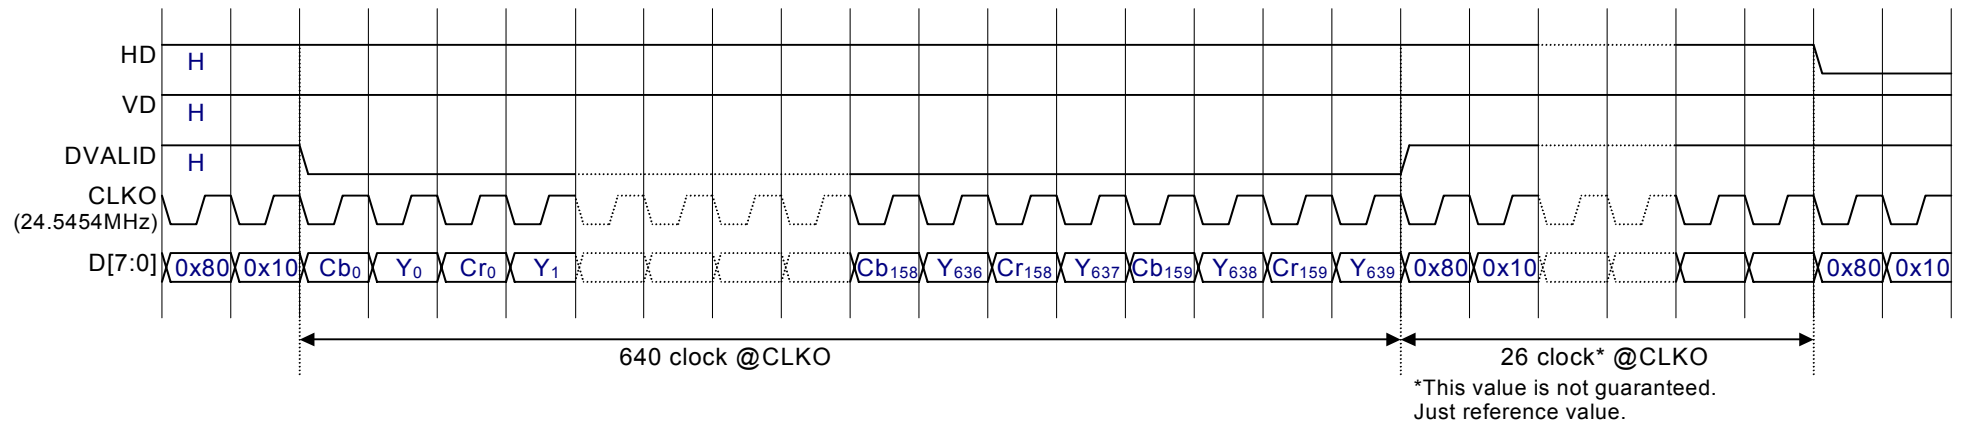 HD H
VD H
DVALID H
CLKO
(24.5454MHz)
D[7:0] 0x80 0x10 Cb0 Y0 Cr0 Y1 Cb158 Y636 Cr158 Y637 Cb159 Y638 Cr159 Y639 0x80 0x10 0x80 0x10
640 clock @CLKO 26 clock* @CLKO
*This value is not guaranteed.
Just reference value.